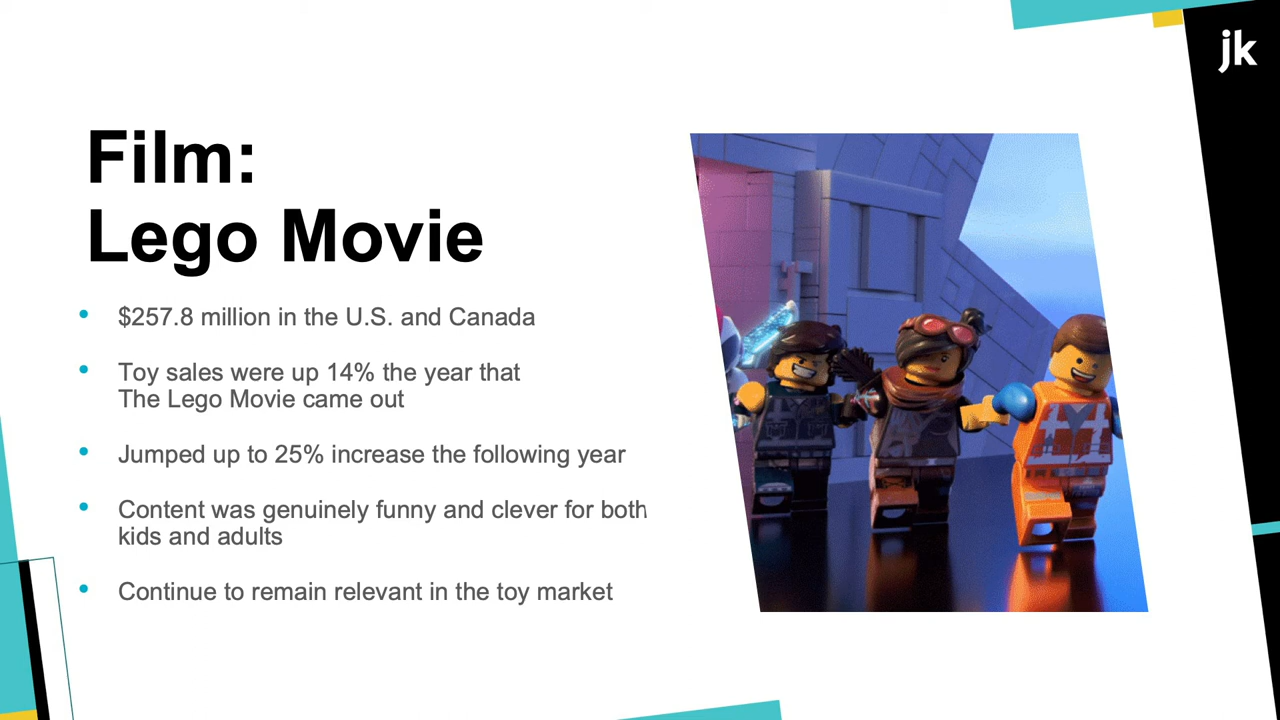 jk
Film:
Lego Movie
$257.8 million in the U.S. and Canada
Toy sales were up 14% the year that
The Lego Movie came out
Jumped up to 25% increase the following year
Content was genuinely funny and clever for both
kids and adults
Continue to remain relevant in the toy market